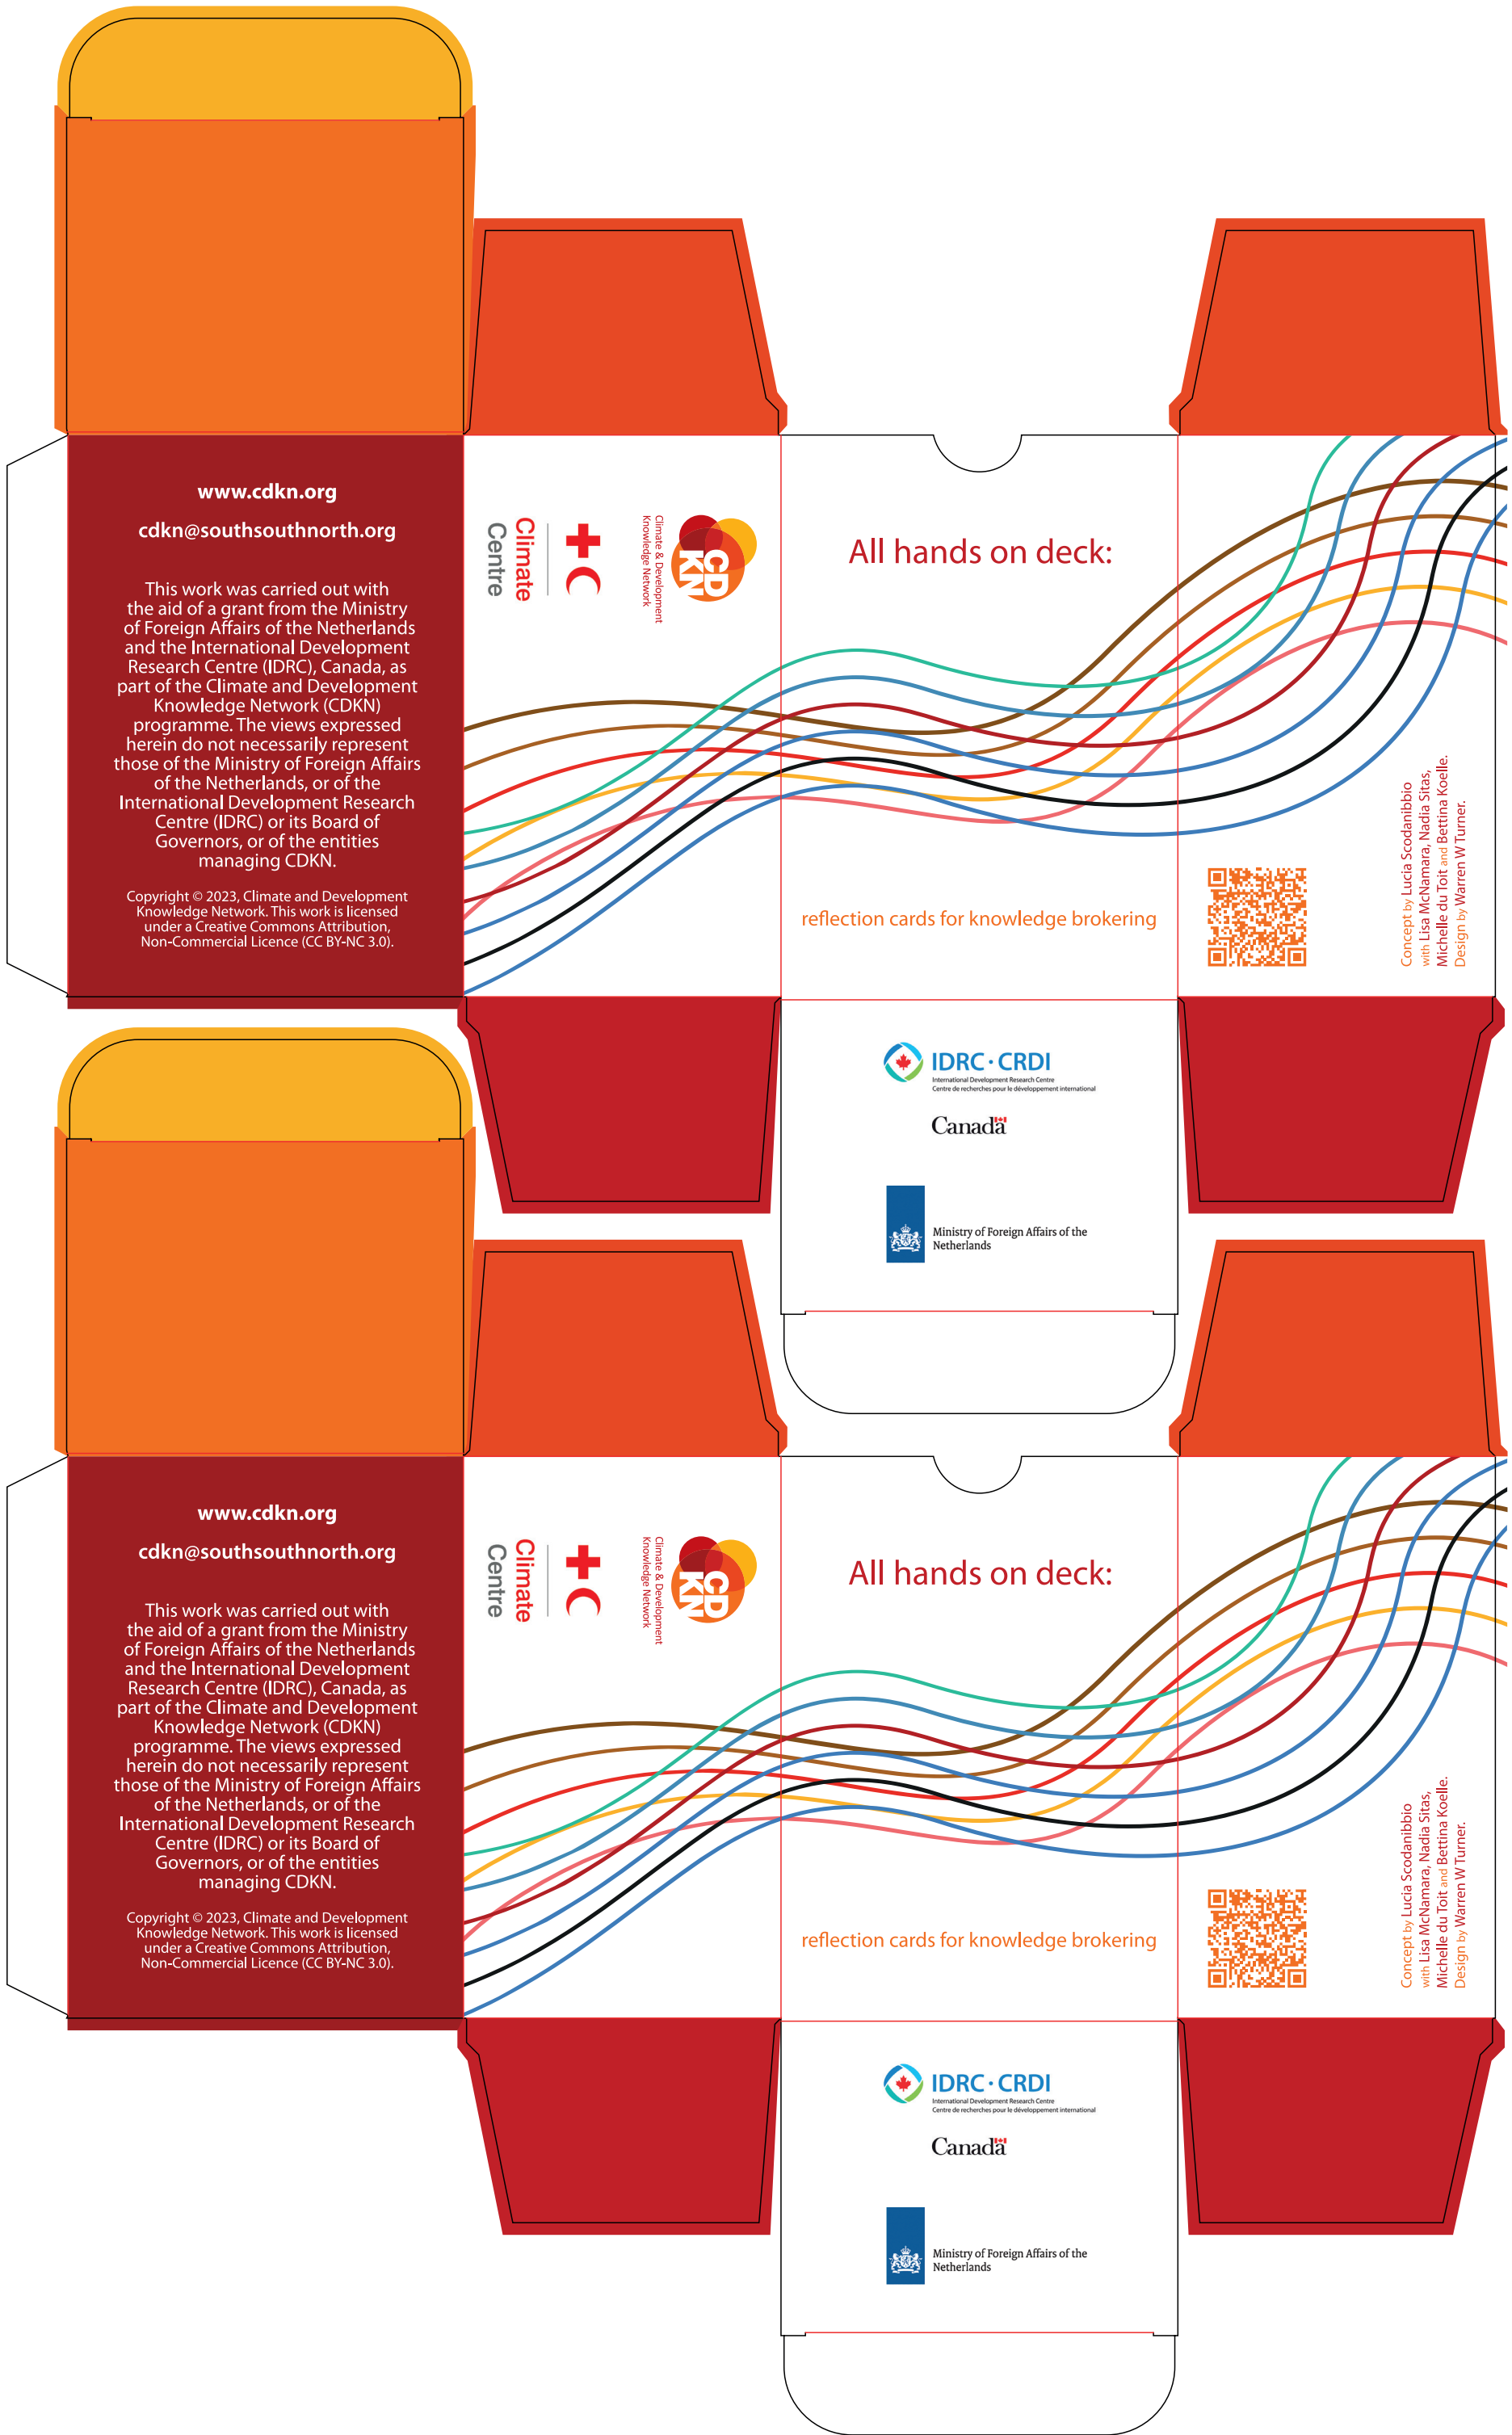 www.cdkn.org
cdkn@southsouthnorth.org
This work was carried out with
the aid of a grant from the Ministry
of Foreign Affairs of the Netherlands
and the International Development
Research Centre (IDRC), Canada, as
part of the Climate and Development
Knowledge Network (CDKN)
programme. The views expressed
herein do not necessarily represent
those of the Ministry of Foreign Affairs
of the Netherlands, or of the
International Development Research
Centre (IDRC) or its Board of
Governors, or of the entities
managing CDKN.
Copyright © 2023, Climate and Development
Knowledge Network. This work is licensed
under a Creative Commons Attribution,
Non-Commercial Licence (CC BY-NC 3.0).
Climate
Centre
CD
KN
Climate & Development
Knowledge Network
All hands on deck:
reflection cards for knowledge brokering
Concept by Lucia Scodanibbio
with Lisa McNamara, Nadia Sitas,
Michelle du Toit and Bettina Koelle.
Design by Warren W Turner.
IDRC · CRDI
International Development Research Centre
Centre de recherches pour le développement international
Canada
Ministry of Foreign Affairs of the
Netherlands
www.cdkn.org
cdkn@southsouthnorth.org
This work was carried out with
the aid of a grant from the Ministry
of Foreign Affairs of the Netherlands
and the International Development
Research Centre (IDRC), Canada, as
part of the Climate and Development
Knowledge Network (CDKN)
programme. The views expressed
herein do not necessarily represent
those of the Ministry of Foreign Affairs
of the Netherlands, or of the
International Development Research
Centre (IDRC) or its Board of
Governors, or of the entities
managing CDKN.
Copyright © 2023, Climate and Development
Knowledge Network. This work is licensed
under a Creative Commons Attribution,
Non-Commercial Licence (CC BY-NC 3.0).
Climate
Centre
CD
KN
Climate & Development
Knowledge Network
All hands on deck:
reflection cards for knowledge brokering
Concept by Lucia Scodanibbio
with Lisa McNamara, Nadia Sitas,
Michelle du Toit and Bettina Koelle.
Design by Warren W Turner.
IDRC · CRDI
International Development Research Centre
Centre de recherches pour le développement international
Canada
Ministry of Foreign Affairs of the
Netherlands